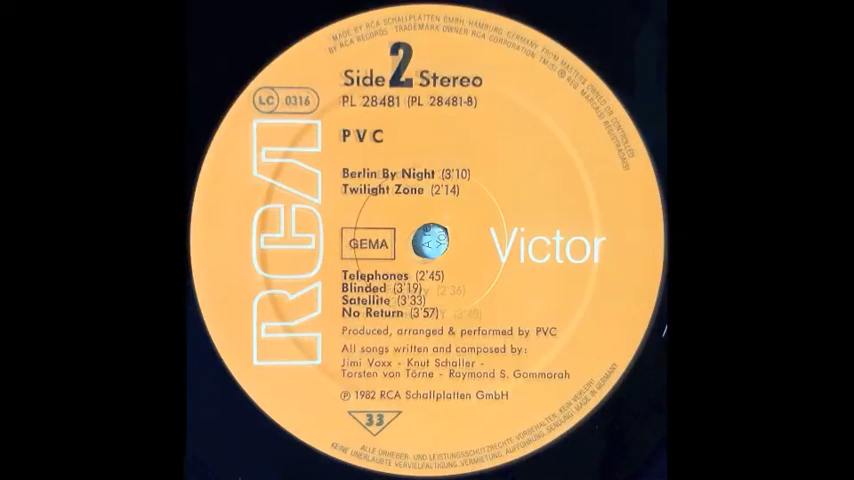 MADE BY RCA SCHALLPLATTEN GMBH, HAMBURG, GERMANY, FROM MASTERS OWNED OR CONTROLLED
BY RCA RECORDS · TRADEMARK OWNER RCA CORPORATION · TM(S) ® REG. MARCA(S) REGISTRADA(S)
Side 2 Stereo
LC 0316
PL 28481 (PL 28481-B)
PVC
Berlin By Night (3'10)
Twilight Zone (2'14)
RCA
GEMA
Victor
Telephones (2'45)
Blinded (3'19)
Satellite (3'33)
No Return (3'57)
Produced, arranged & performed by PVC
All songs written and composed by:
Jimi Voxx - Knut Schaller -
Torsten van Törne - Raymond S. Gommorah
℗ 1982 RCA Schallplatten GmbH
33
ALLE URHEBER- UND LEISTUNGSSCHUTZRECHTE VORBEHALTEN, KEIN VERLEIH!
KEINE UNERLAUBTE VERVIELFÄLTIGUNG, VERMIETUNG, AUFFÜHRUNG, SENDUNG! MADE IN GERMANY